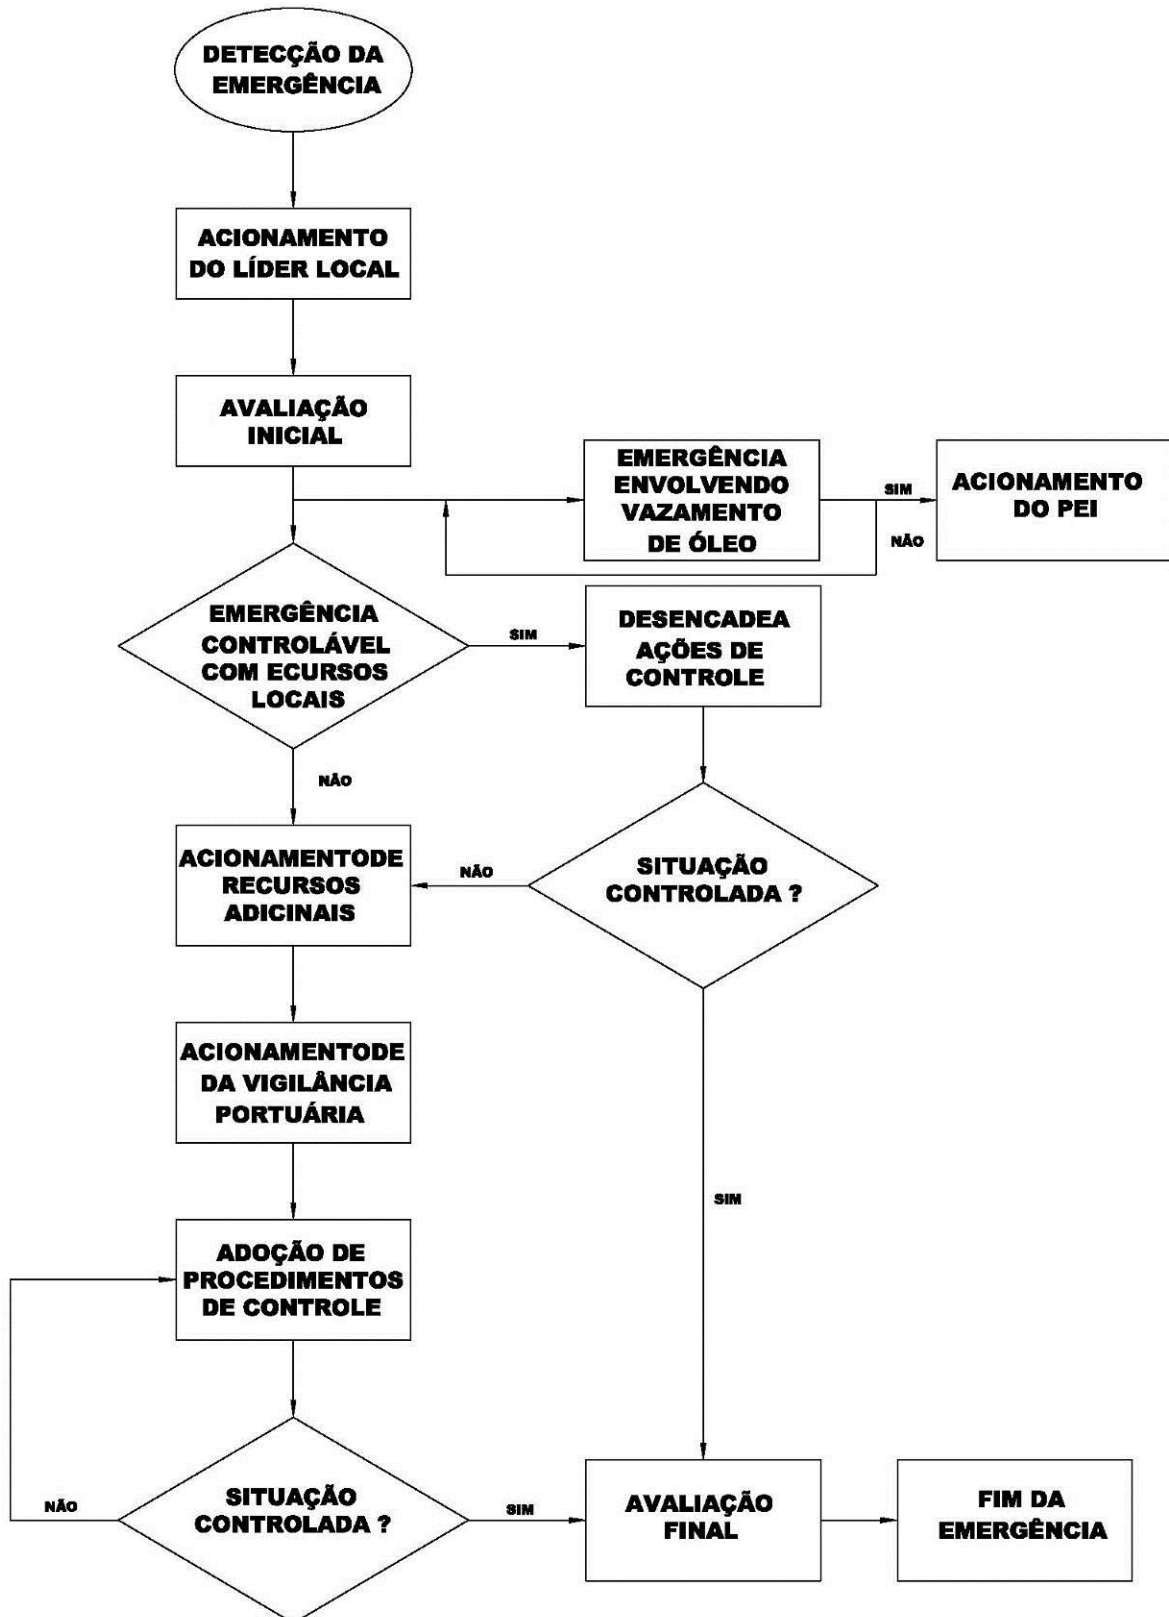 DETECÇÃO DA
EMERGÊNCIA
ACIONAMENTO
DO LÍDER LOCAL
AVALIAÇÃO
INICIAL
EMERGÊNCIA
ENVOLVENDO
VAZAMENTO
DE ÓLEO
SIM
NÃO
ACIONAMENTO
DO PEI
EMERGÊNCIA
CONTROLÁVEL
COM ECURSOS
LOCAIS
SIM
DESENCADEA
AÇÕES DE
CONTROLE
NÃO
ACIONAMENTODE
RECURSOS
ADICINAIS
NÃO
SITUAÇÃO
CONTROLADA ?
ACIONAMENTODE
DA VIGILÂNCIA
PORTUÁRIA
SIM
ADOÇÃO DE
PROCEDIMENTOS
DE CONTROLE
NÃO
SITUAÇÃO
CONTROLADA ?
SIM
AVALIAÇÃO
FINAL
FIM DA
EMERGÊNCIA